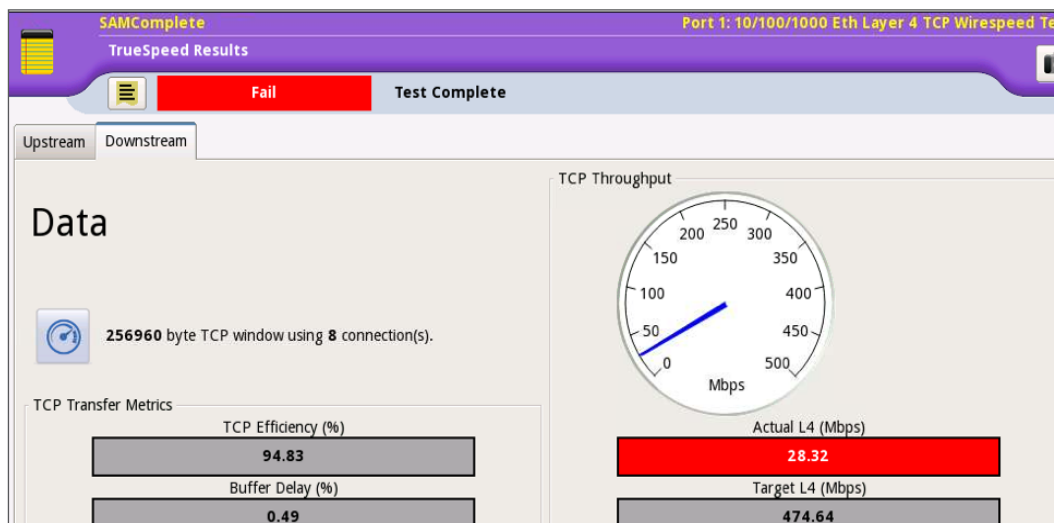 SAMComplete
Port 1: 10/100/1000 Eth Layer 4 TCP Wirespeed Te
TrueSpeed Results
Fail
Test Complete
Upstream
Downstream
Data
256960 byte TCP window using 8 connection(s).
TCP Throughput
0
50
100
150
200
250
300
350
400
450
500
Mbps
TCP Transfer Metrics
TCP Efficiency (%)
94.83
Buffer Delay (%)
0.49
Actual L4 (Mbps)
28.32
Target L4 (Mbps)
474.64